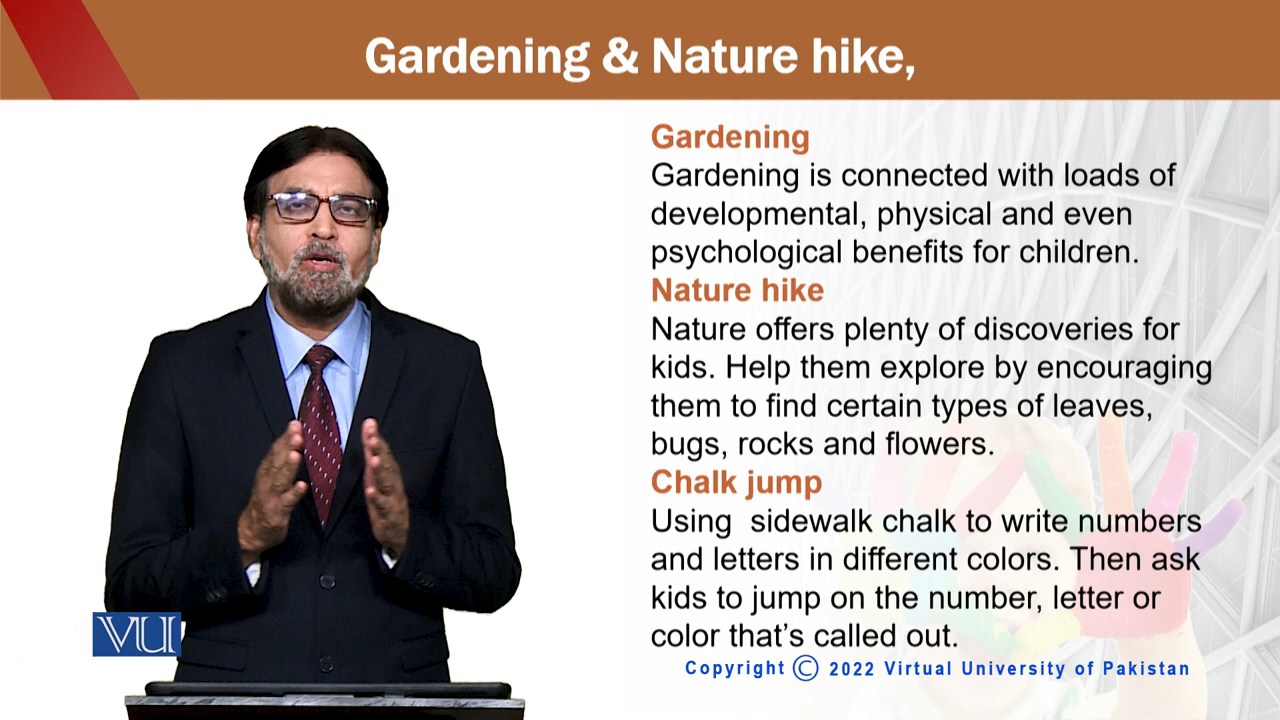 Gardening & Nature hike,
Gardening
Gardening is connected with loads of
developmental, physical and even
psychological benefits for children.
Nature hike
Nature offers plenty of discoveries for
kids. Help them explore by encouraging
them to find certain types of leaves,
bugs, rocks and flowers.
Chalk jump
Using  sidewalk chalk to write numbers
and letters in different colors. Then ask
kids to jump on the number, letter or
color that's called out.
VU
Copyright © 2022 Virtual University of Pakistan